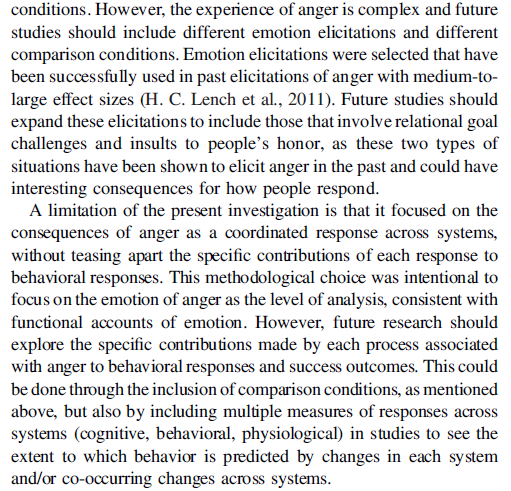 conditions. However, the experience of anger is complex and future
studies should include different emotion elicitations and different
comparison conditions. Emotion elicitations were selected that have
been successfully used in past elicitations of anger with medium-to-
large effect sizes (H. C. Lench et al., 2011). Future studies should
expand these elicitations to include those that involve relational goal
challenges and insults to people's honor, as these two types of
situations have been shown to elicit anger in the past and could have
interesting consequences for how people respond.
A limitation of the present investigation is that it focused on the
consequences of anger as a coordinated response across systems,
without teasing apart the specific contributions of each response to
behavioral responses. This methodological choice was intentional to
focus on the emotion of anger as the level of analysis, consistent with
functional accounts of emotion. However, future research should
explore the specific contributions made by each process associated
with anger to behavioral responses and success outcomes. This could
be done through the inclusion of comparison conditions, as mentioned
above, but also by including multiple measures of responses across
systems (cognitive, behavioral, physiological) in studies to see the
extent to which behavior is predicted by changes in each system
and/or co-occurring changes across systems.